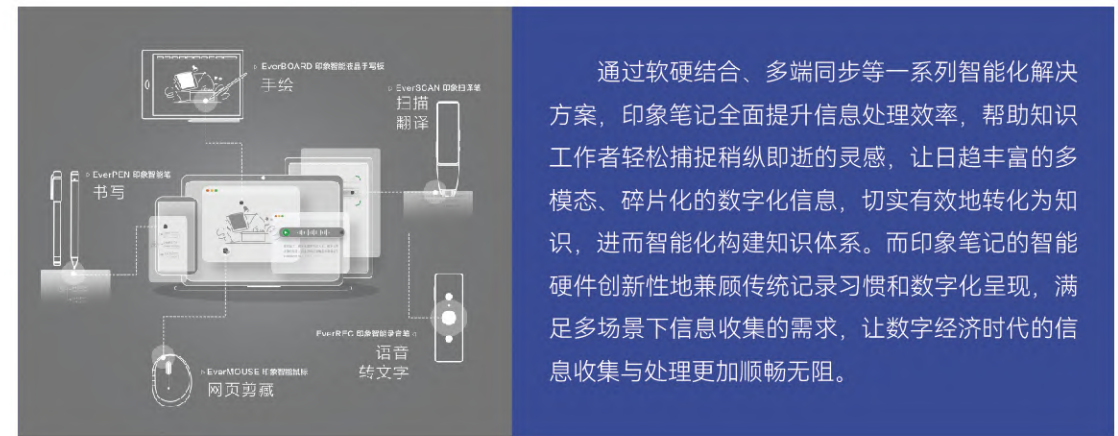 ▷ EverBOARD 印象智能液晶手写板
手绘
▷ EverSCAN 印象扫译笔
扫描
翻译
▷ EverPEN 印象智能笔
书写
EverREC 印象智能录音笔 ◁
语音
转文字
▷ EverMOUSE 印象智能鼠标
网页剪藏
通过软硬结合、多端同步等一系列智能化解决
方案，印象笔记全面提升信息处理效率，帮助知识
工作者轻松捕捉稍纵即逝的灵感，让日趋丰富的多
模态、碎片化的数字化信息，切实有效地转化为知
识，进而智能化构建知识体系。而印象笔记的智能
硬件创新性地兼顾传统记录习惯和数字化呈现，满
足多场景下信息收集的需求，让数字经济时代的信
息收集与处理更加顺畅无阻。